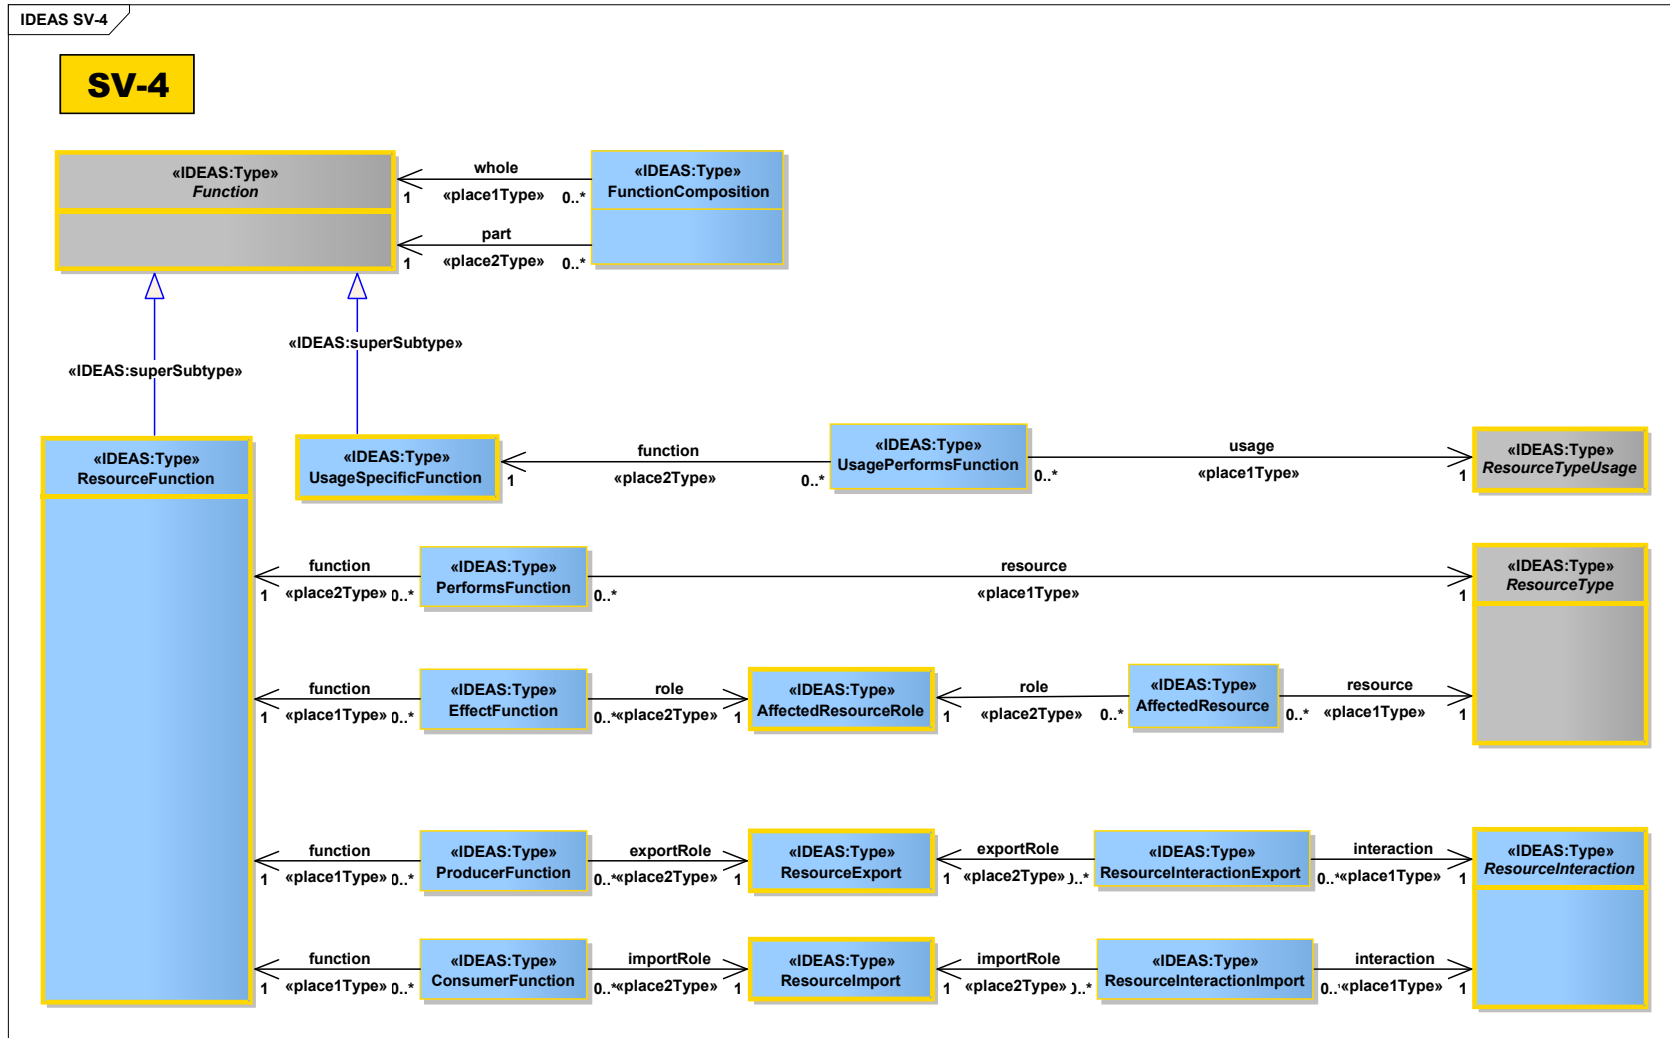 IDEAS SV-4
SV-4
«IDEAS:Type»
Function
whole
1 «place1Type» 0..*
part
1 «place2Type» 0..*
«IDEAS:Type»
FunctionComposition
«IDEAS:superSubtype»
«IDEAS:superSubtype»
«IDEAS:Type»
ResourceFunction
«IDEAS:Type»
UsageSpecificFunction
function
1 «place2Type» 0..*
«IDEAS:Type»
UsagePerformsFunction
usage
0..* «place1Type» 1
«IDEAS:Type»
ResourceTypeUsage
function
1 «place2Type» 0..*
«IDEAS:Type»
PerformsFunction
resource
0..* «place1Type» 1
«IDEAS:Type»
ResourceType
function
1 «place1Type» 0..*
«IDEAS:Type»
EffectFunction
role
0..* «place2Type» 1
«IDEAS:Type»
AffectedResourceRole
role
1 «place2Type» 0..*
«IDEAS:Type»
AffectedResource
resource
0..* «place1Type» 1
function
1 «place1Type» 0..*
«IDEAS:Type»
ProducerFunction
exportRole
0..* «place2Type» 1
«IDEAS:Type»
ResourceExport
exportRole
1 «place2Type» 0..*
«IDEAS:Type»
ResourceInteractionExport
interaction
0..* «place1Type» 1
«IDEAS:Type»
ResourceInteraction
function
1 «place1Type» 0..*
«IDEAS:Type»
ConsumerFunction
importRole
0..* «place2Type» 1
«IDEAS:Type»
ResourceImport
importRole
1 «place2Type» 0..*
«IDEAS:Type»
ResourceInteractionImport
interaction
0..* «place1Type» 1